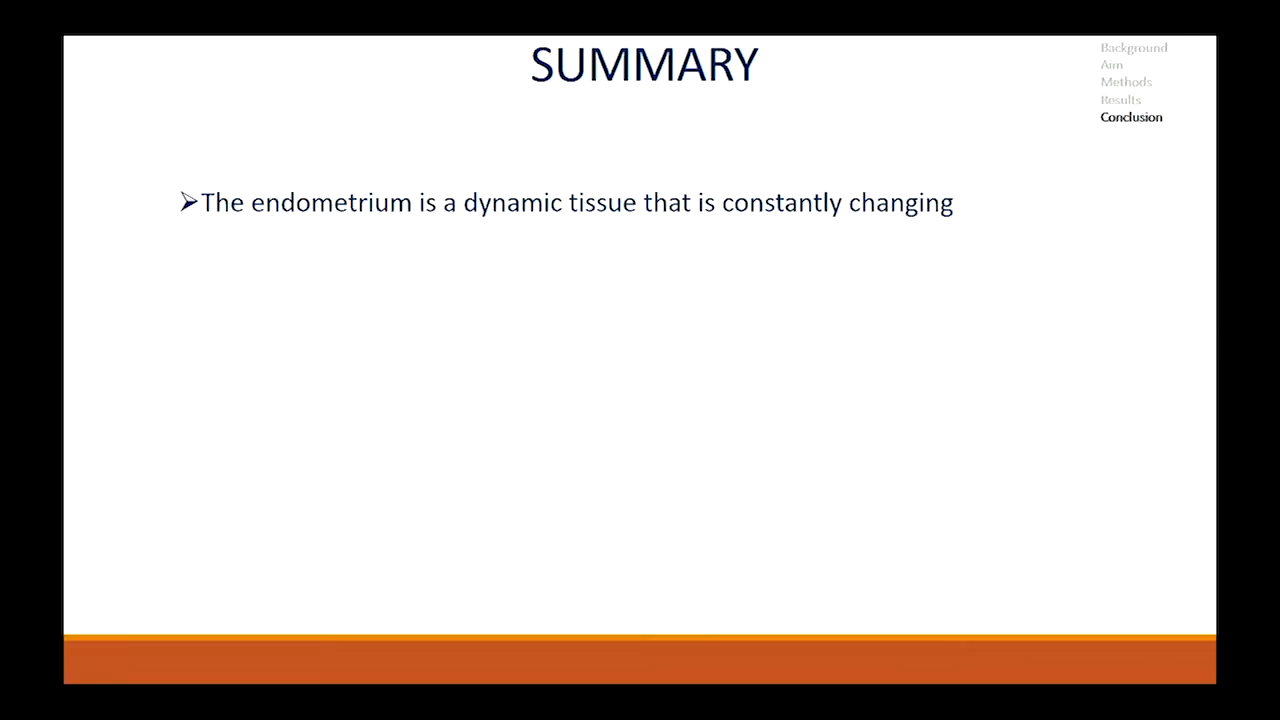 SUMMARY
Background
Aim
Methods
Results
Conclusion
➢The endometrium is a dynamic tissue that is constantly changing